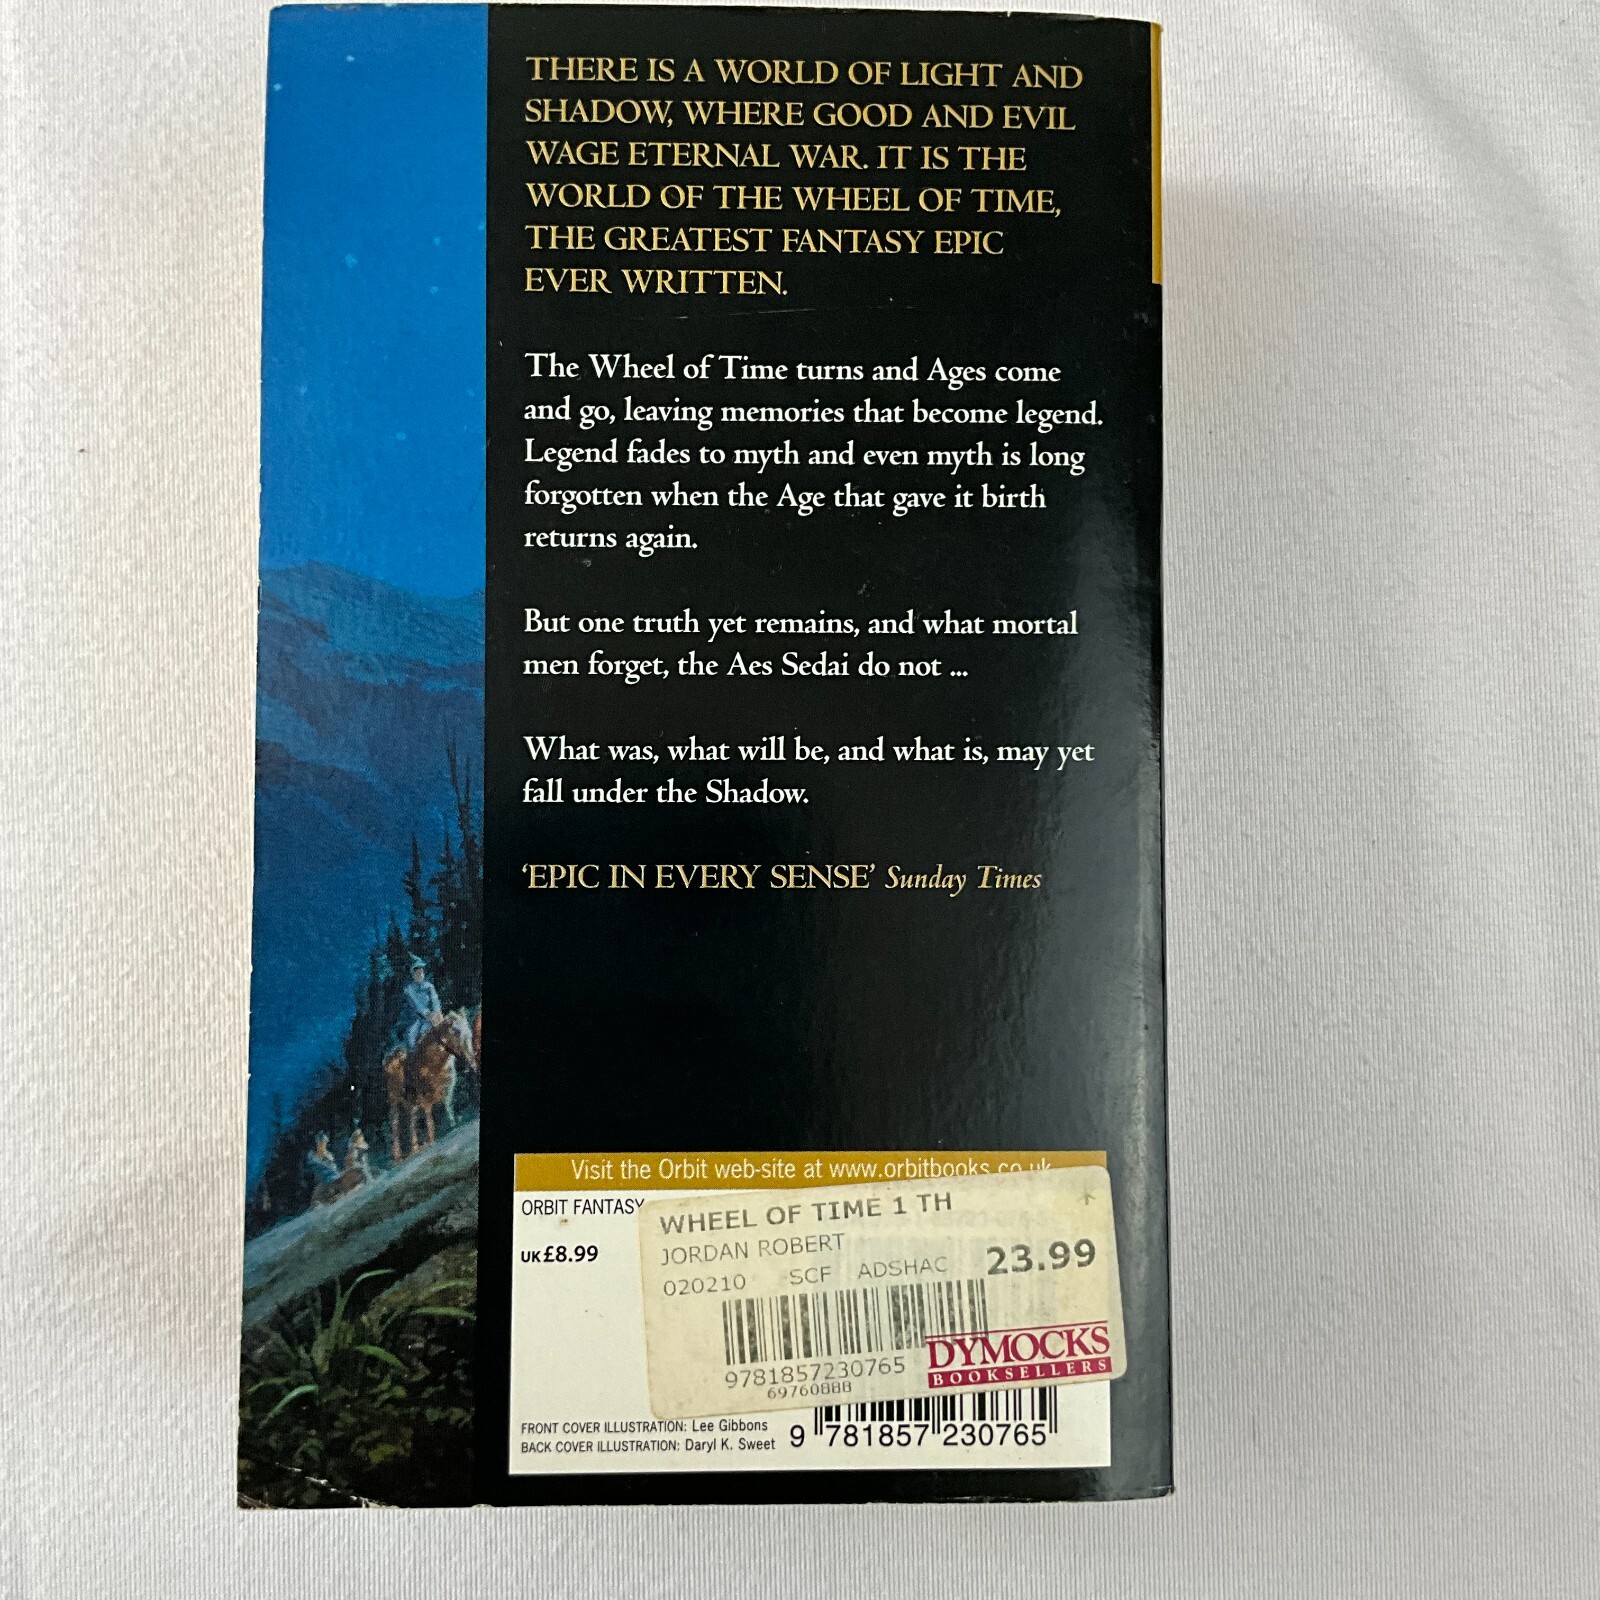 THERE IS A WORLD OF LIGHT AND
SHADOW, WHERE GOOD AND EVIL
WAGE ETERNAL WAR. IT IS THE
WORLD OF THE WHEEL OF TIME,
THE GREATEST FANTASY EPIC
EVER WRITTEN.
The Wheel of Time turns and Ages come
and go, leaving memories that become legend.
Legend fades to myth and even myth is long
forgotten when the Age that gave it birth
returns again.
But one truth yet remains, and what mortal
men forget, the Aes Sedai do not ...
What was, what will be, and what is, may yet
fall under the Shadow.
‘EPIC IN EVERY SENSE’ Sunday Times
Visit the Orbit web-site at www.orbitbooks.co.uk
ORBIT FANTASY
UK £8.99
WHEEL OF TIME 1 TH
JORDAN ROBERT
020210 SCF ADSHAC 23.99
9781857230765
69760888
DYMOCKS
BOOKSELLERS
FRONT COVER ILLUSTRATION: Lee Gibbons
BACK COVER ILLUSTRATION: Daryl K. Sweet
9 781857 230765